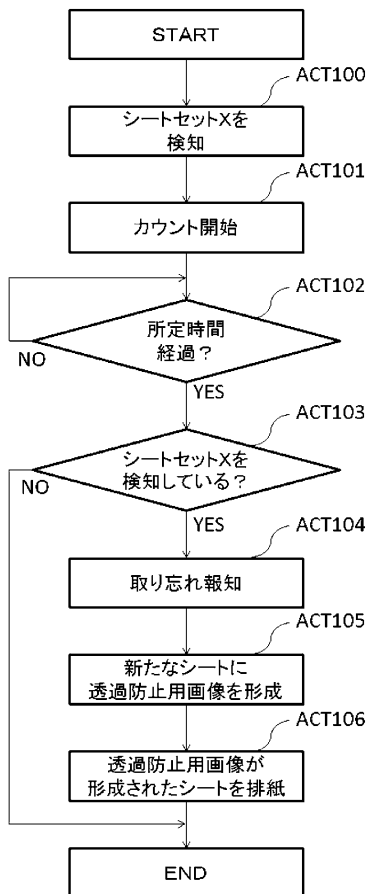 START
ACT100
シートセットXを
検知
ACT101
カウント開始
ACT102
所定時間
経過？
NO
YES
ACT103
シートセットXを
検知している？
NO
YES
ACT104
取り忘れ報知
ACT105
新たなシートに
透過防止用画像を形成
ACT106
透過防止用画像が
形成されたシートを排紙
END